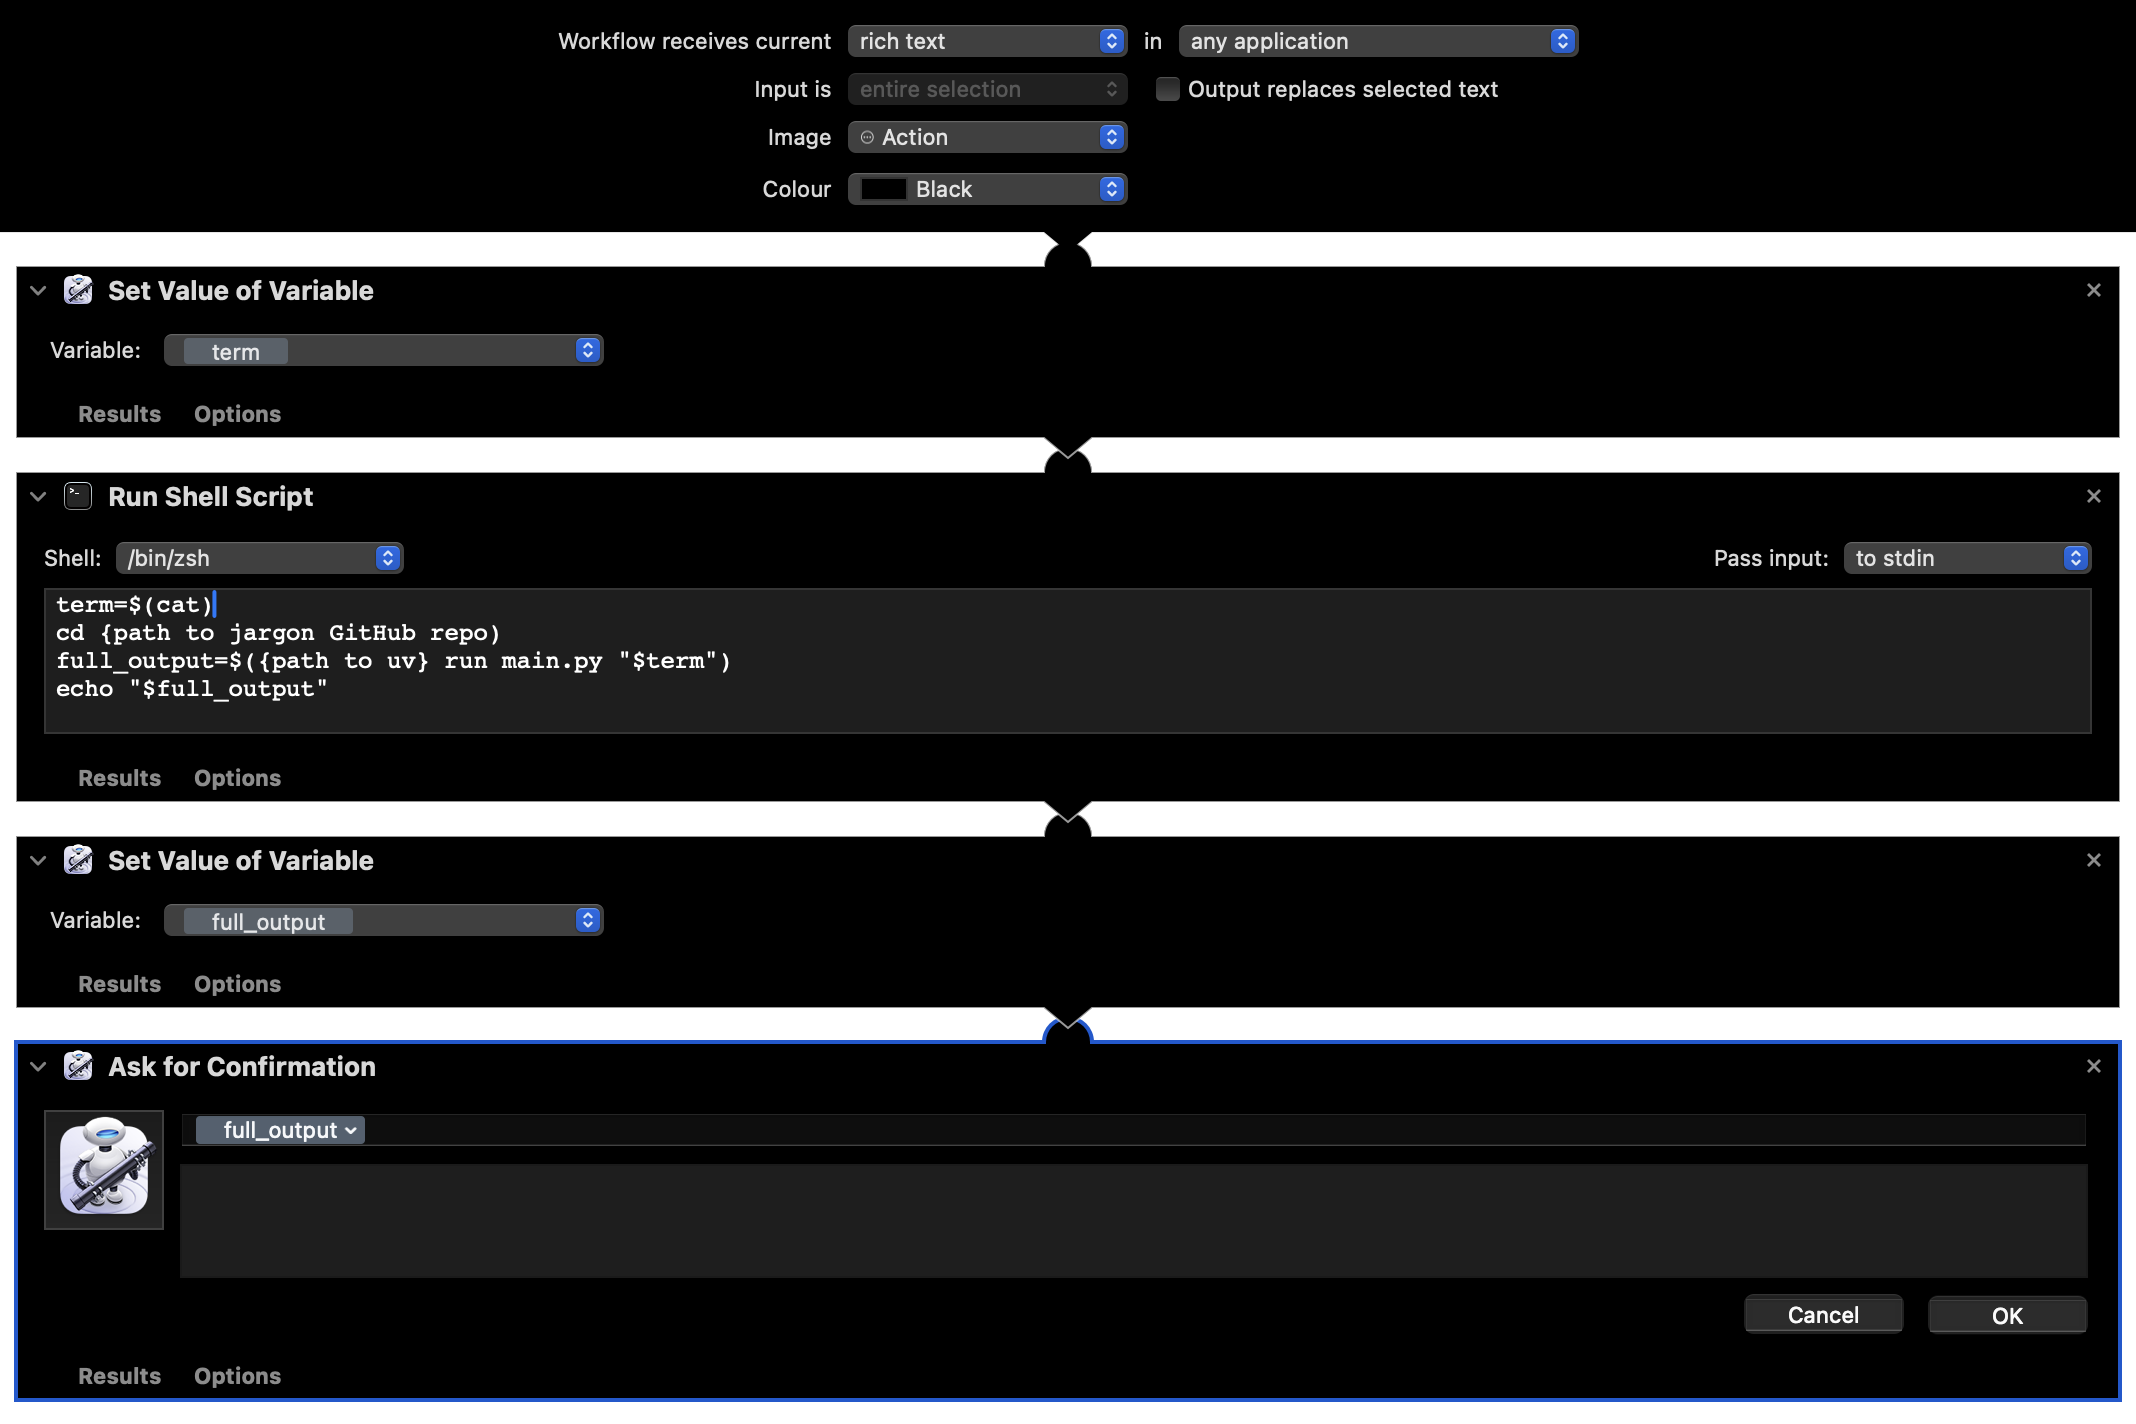 Workflow receives current rich text in any application
Input is entire selection Output replaces selected text
Image Action
Colour Black
Set Value of Variable
Variable: term
Results Options
Run Shell Script
Shell: /bin/zsh Pass input: to stdin
term=$(cat)
cd {path to jargon GitHub repo)
full_output=$({path to uv} run main.py "$term")
echo "$full_output"
Results Options
Set Value of Variable
Variable: full_output
Results Options
Ask for Confirmation
full_output
Cancel OK
Results Options